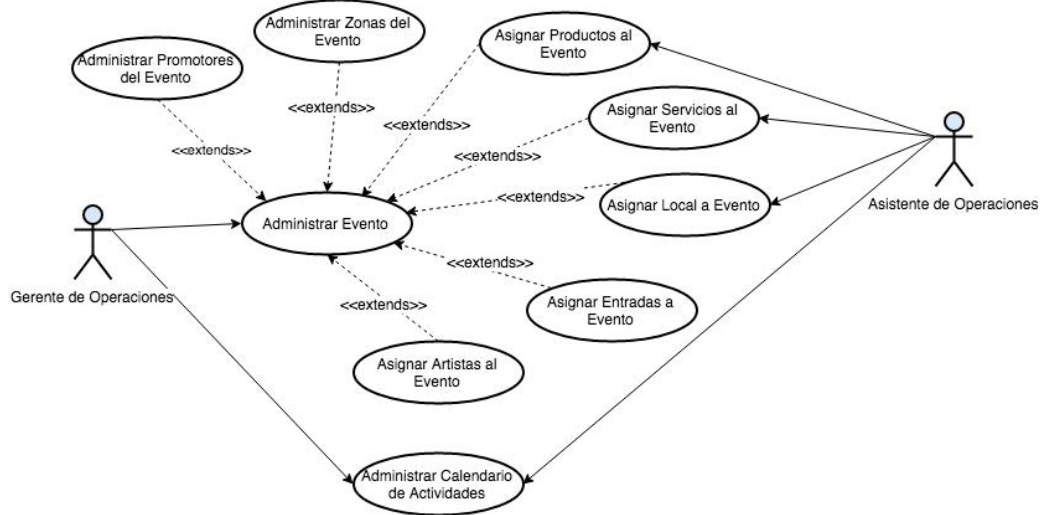 Administrar Zonas del
Evento
Asignar Productos al
Evento
Administrar Promotores
del Evento
<<extends>>
<<extends>>
Asignar Servicios al
Evento
<<extends>>
<<extends>>
Asignar Local a Evento
<<extends>>
Asistente de Operaciones
Administrar Evento
<<extends>>
Gerente de Operaciones
<<extends>>
Asignar Entradas a
Evento
Asignar Artistas al
Evento
Administrar Calendario
de Actividades